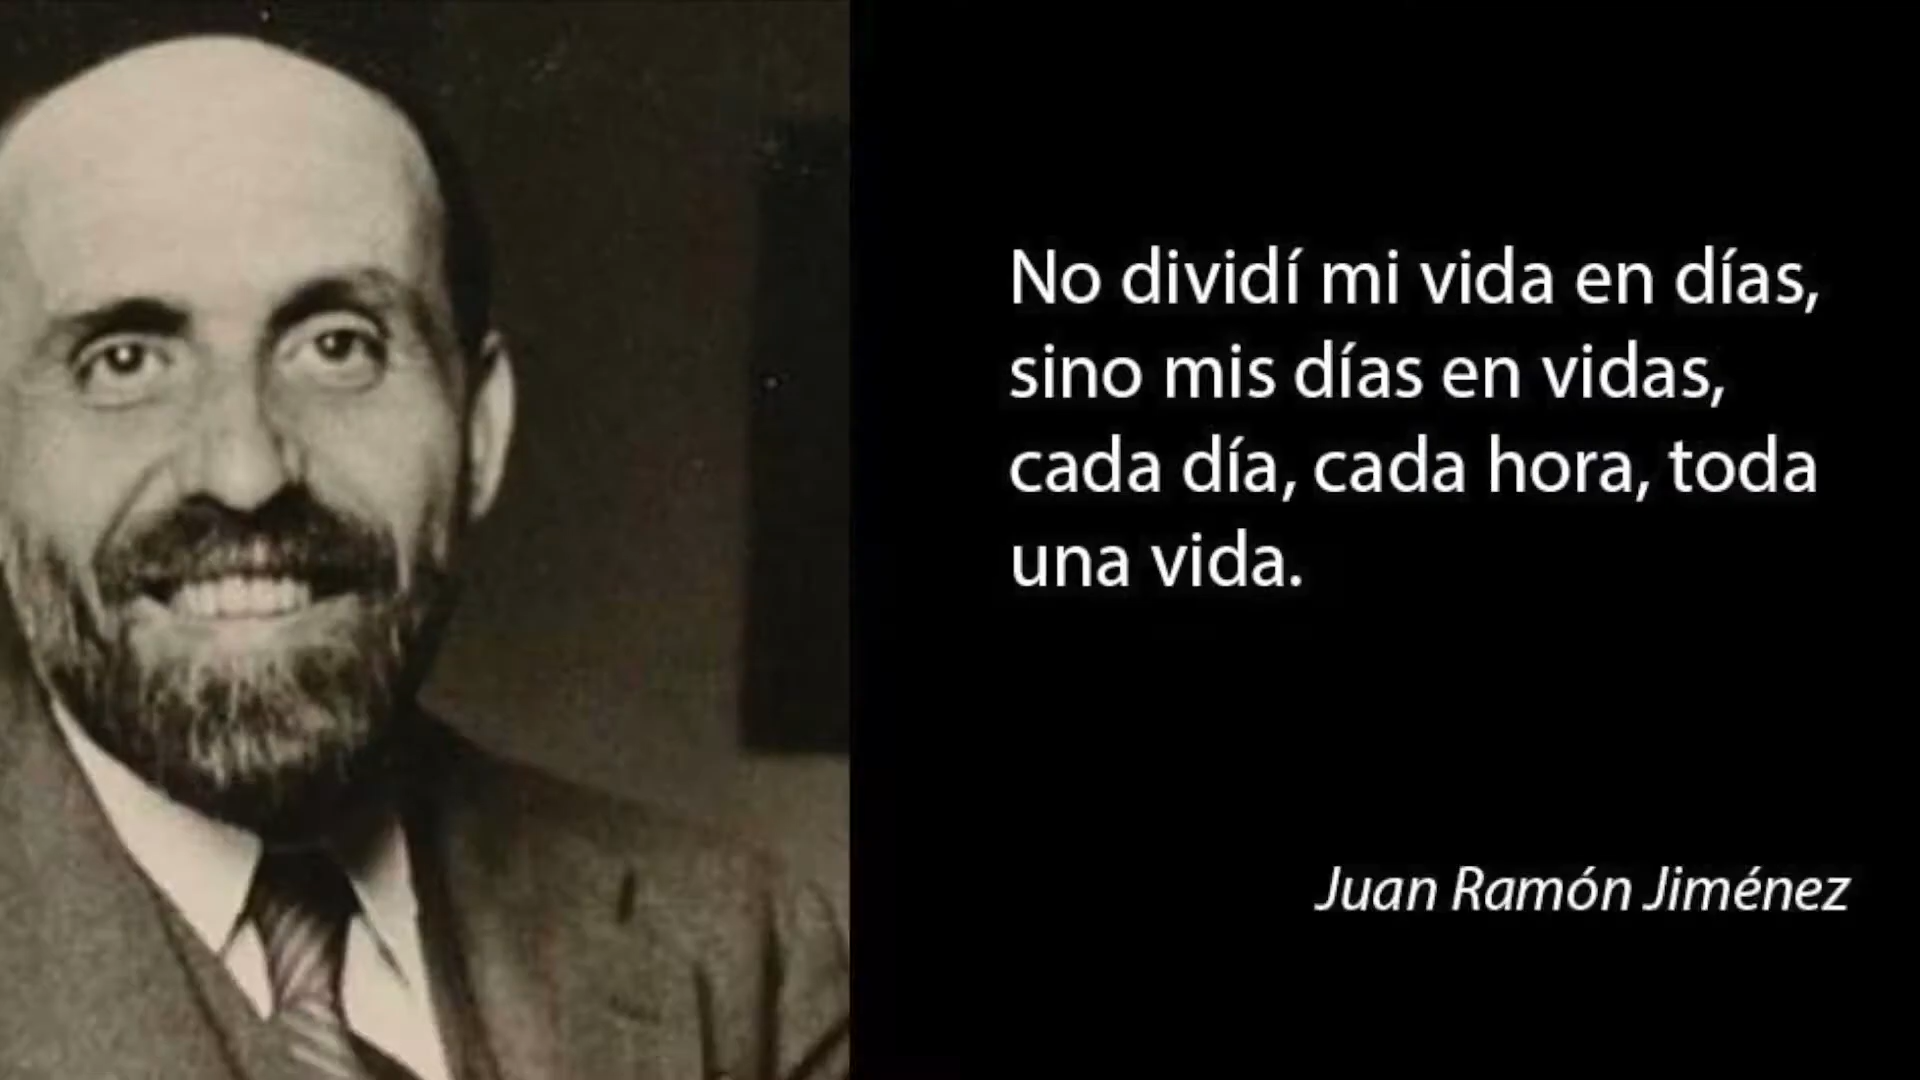 No dividí mi vida en días,
sino mis días en vidas,
cada día, cada hora, toda
una vida.
Juan Ramón Jiménez